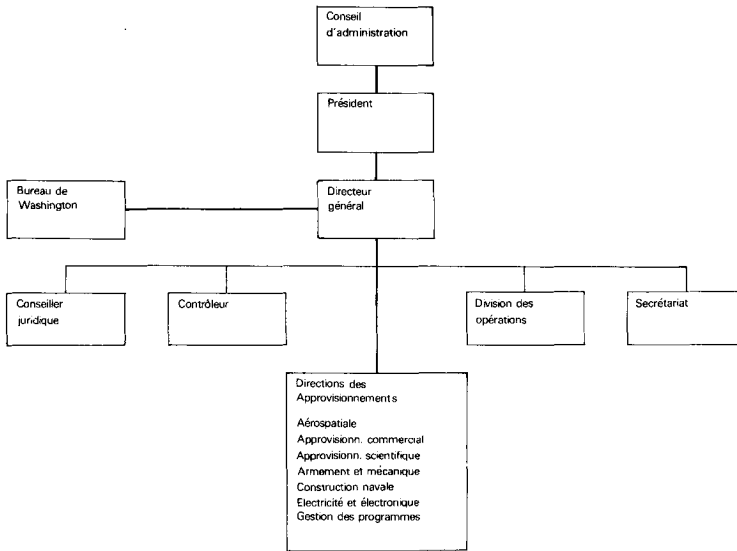 Conseil
d'administration
Président
Bureau de
Washington
Directeur
général
Conseiller
juridique
Contrôleur
Division des
opérations
Secrétariat
Directions des
Approvisionnements
Aérospatiale
Approvisionn. commercial
Approvisionn. scientifique
Armement et mécanique
Construction navale
Electricité et électronique
Gestion des programmes